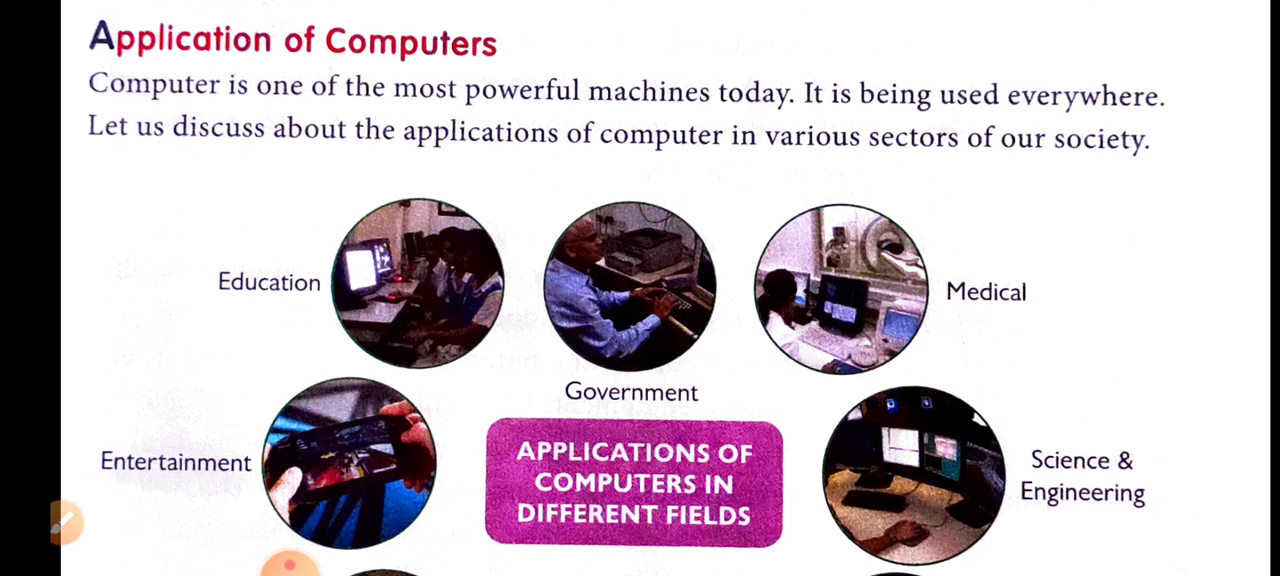 Application of Computers
Computer is one of the most powerful machines today. It is being used everywhere.
Let us discuss about the applications of computer in various sectors of our society.
Education
Medical
Government
Entertainment
APPLICATIONS OF
COMPUTERS IN
DIFFERENT FIELDS
Science &
Engineering